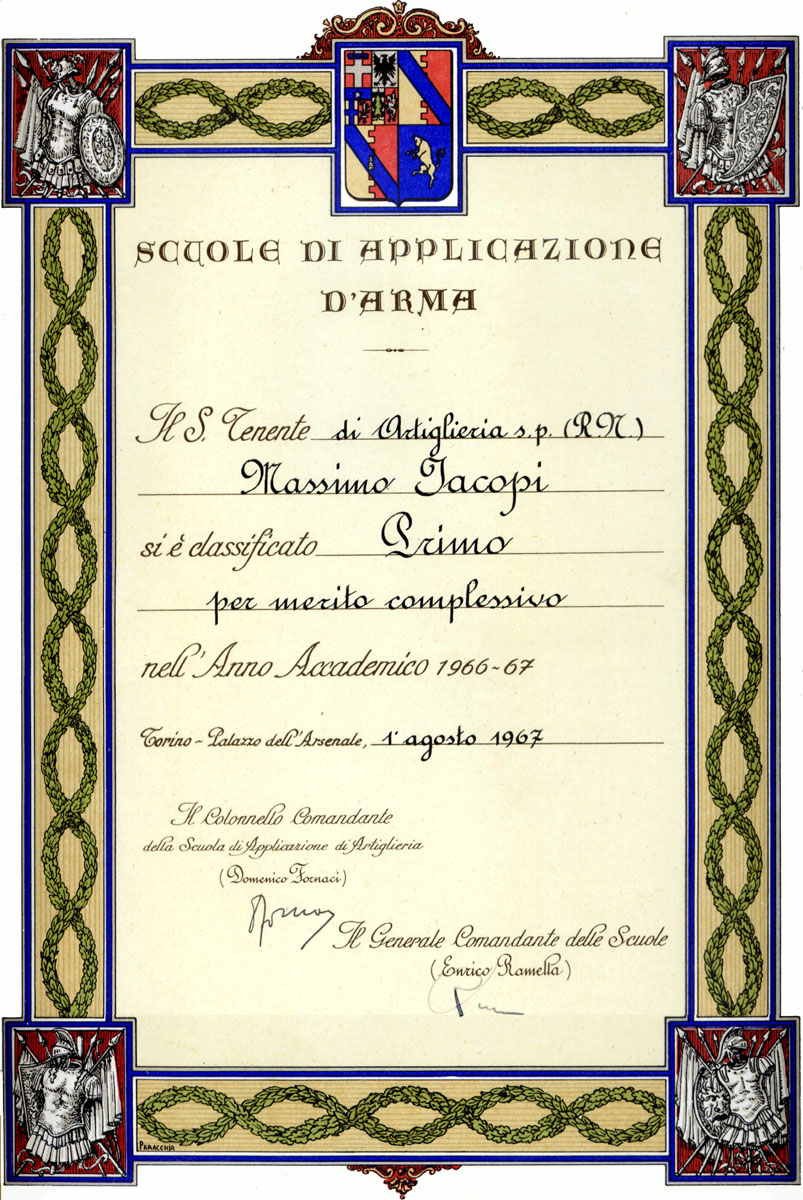 SCUOLE DI APPLICAZIONE
D'ARMA
Il S. Tenente di Artiglieria s.p. (R.N.)
Massimo Iacopi
si è classificato Primo
per merito complessivo
nell'Anno Accademico 1966-67
Torino - Palazzo dell'Arsenale, 1° agosto 1967
Il Colonnello Comandante
della Scuola di Applicazione di Artiglieria
(Domenico Fornaci)
Il Generale Comandante delle Scuole
(Enrico Ramella)
PARACCHIA